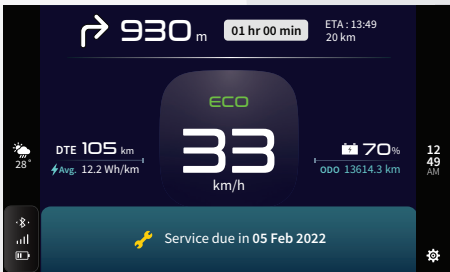 930 m
01 hr 00 min
ETA : 13:49
20 km
ECO
33
km/h
DTE 105 km
Avg. 12.2 Wh/km
70%
ODO 13614.3 km
28°
12
49
AM
Service due in 05 Feb 2022